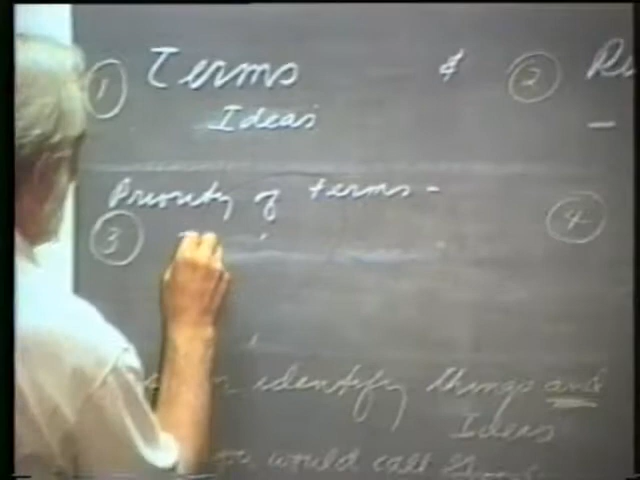 ① Terms & ② R
Ideas —
Priority of terms -
③ ④
identify things and
Ideas
would call